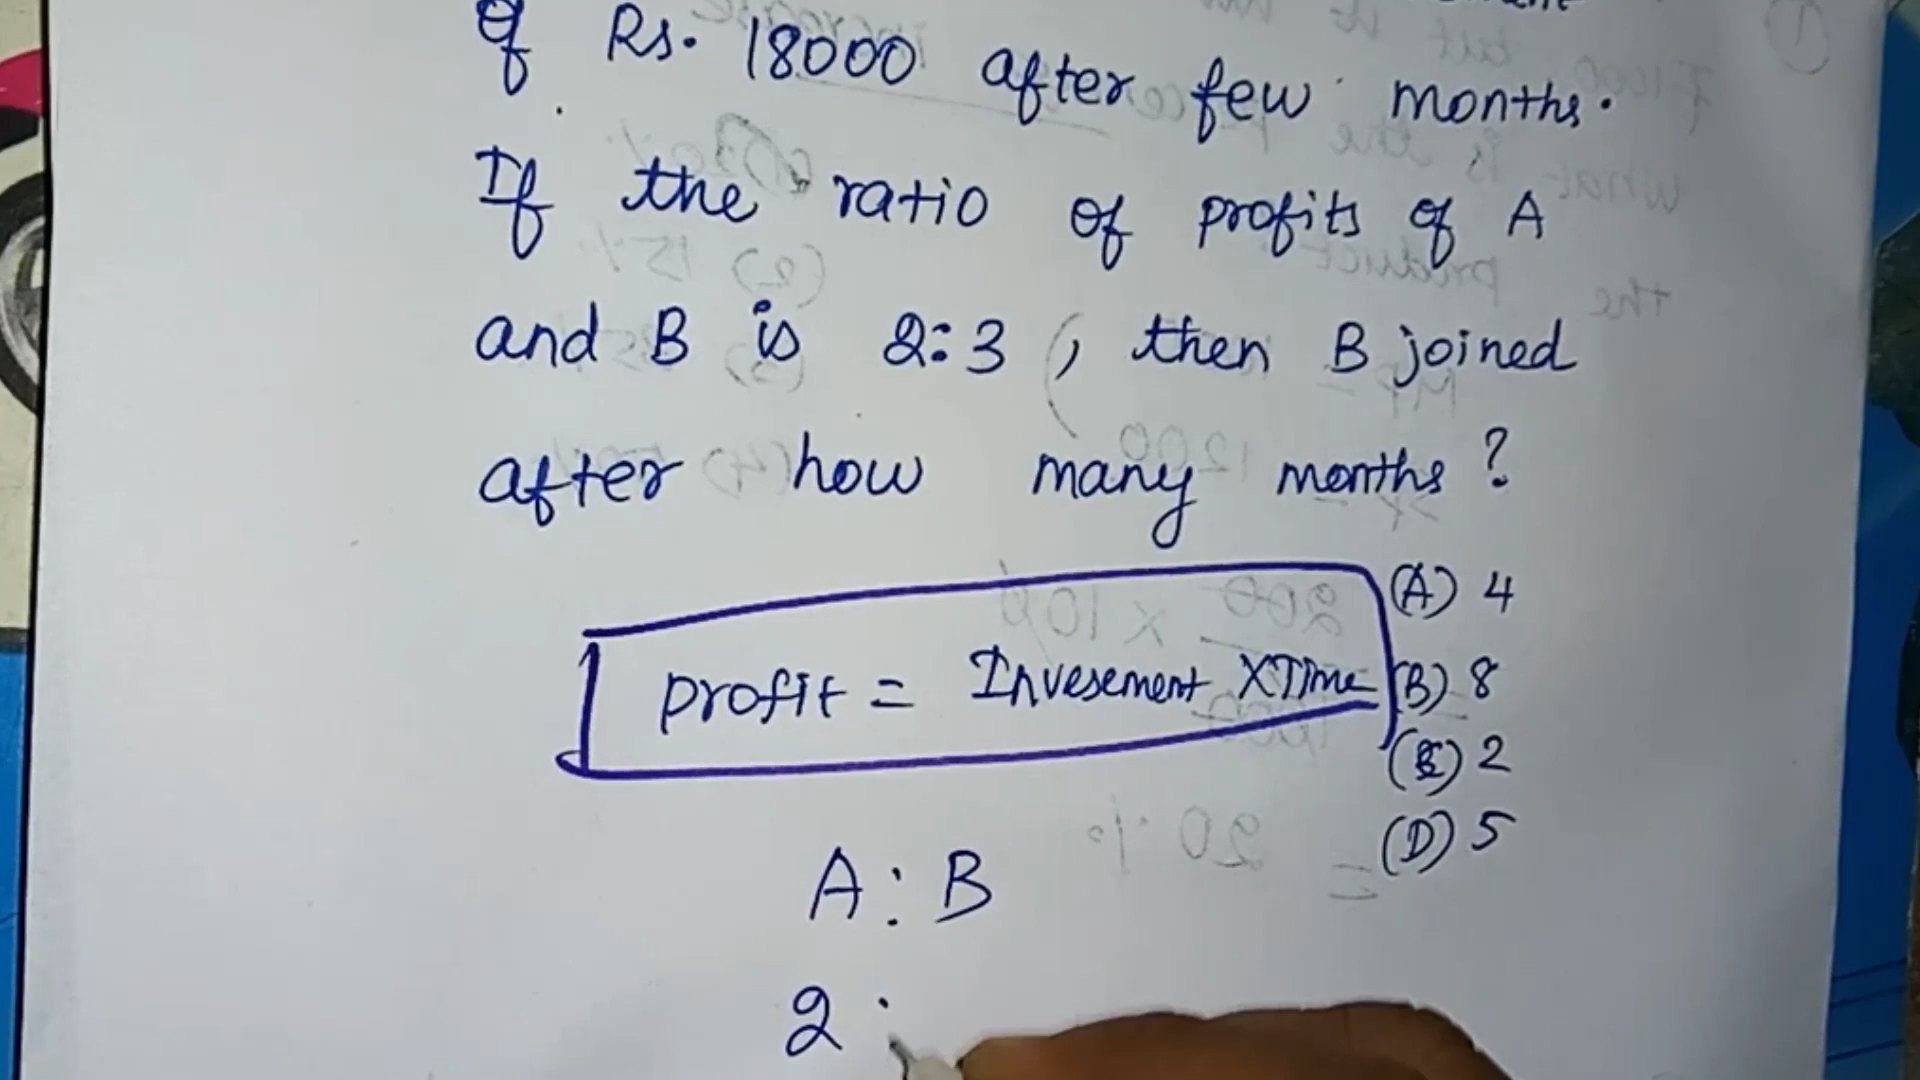 of Rs. 18000 after few months.
If the ratio of profits of A
and B is 2:3, then B joined
after how many months?
(A) 4
profit = Invesement XTime
(B) 8
(C) 2
(D) 5
A : B
2 :